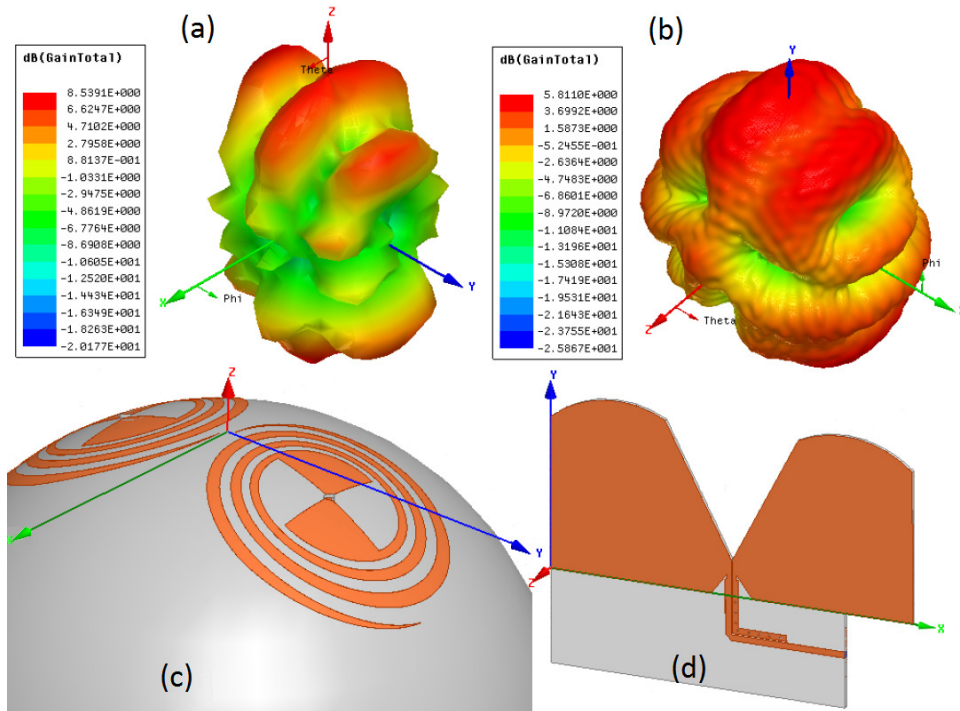 (a)
dB(GainTotal)
8.5391E+000
6.6247E+000
4.7102E+000
2.7958E+000
8.8137E-001
-1.0331E+000
-2.9475E+000
-4.8619E+000
-6.7764E+000
-8.6908E+000
-1.0605E+001
-1.2520E+001
-1.4434E+001
-1.6349E+001
-1.8263E+001
-2.0177E+001
Z
Theta
X
Phi
Y
(b)
dB(GainTotal)
5.8110E+000
3.6992E+000
1.5873E+000
-5.2455E-001
-2.6364E+000
-4.7483E+000
-6.8601E+000
-8.9720E+000
-1.1084E+001
-1.3196E+001
-1.7419E+001
-1.9531E+001
-2.1643E+001
-2.3755E+001
-2.5867E+001
Y
Phi
Z
Theta
Z
Y
(c)
Y
Z
X
(d)